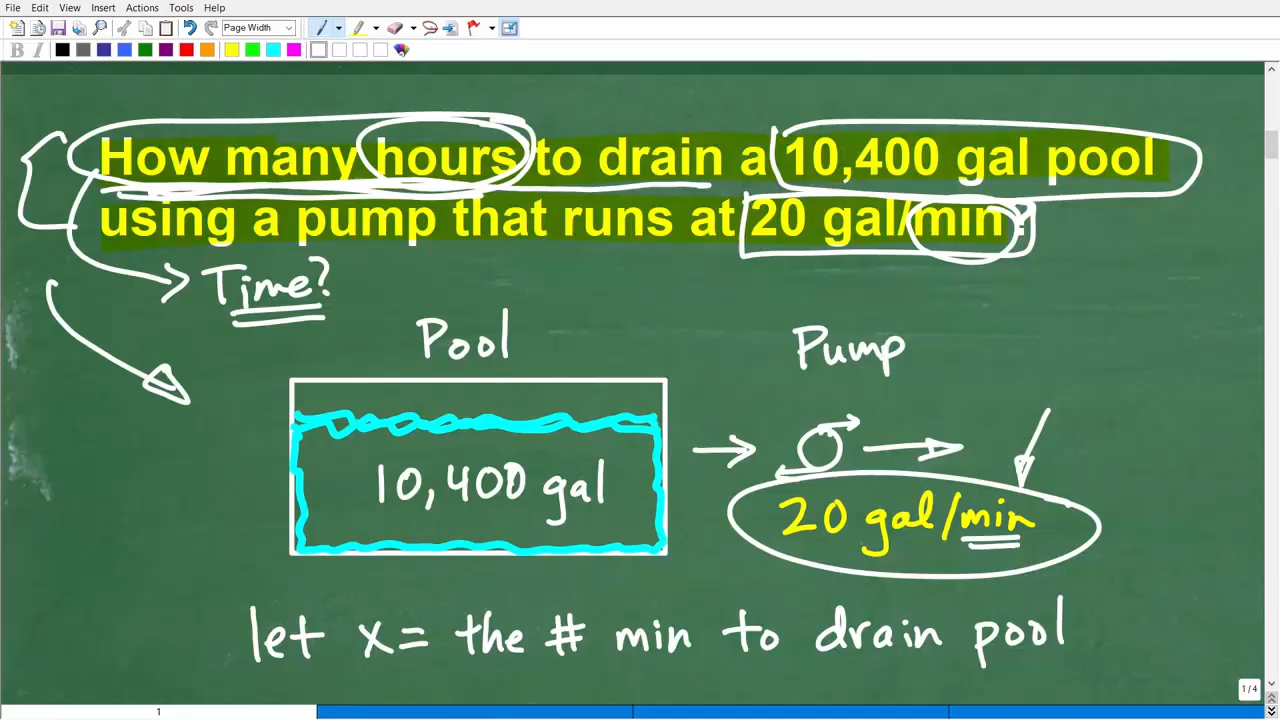 File Edit View Insert Actions Tools Help
Page Width
B I
How many hours to drain a 10,400 gal pool
using a pump that runs at 20 gal/min?
Time?
Pool
Pump
10,400 gal
20 gal/min
let x= the # min to drain pool
1/4
1